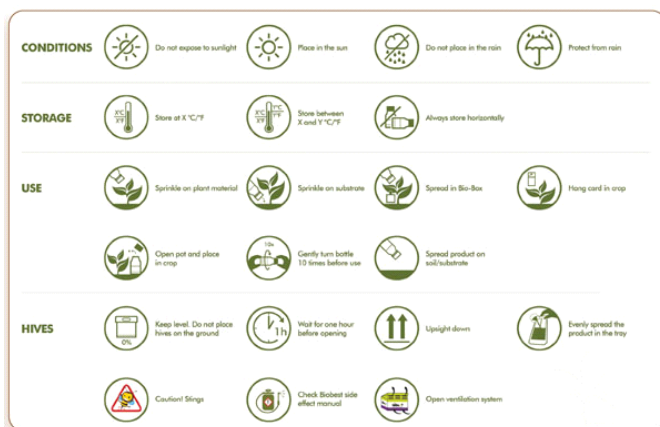 CONDITIONS
Do not expose to sunlight
Place in the sun
Do not place in the rain
Protect from rain
STORAGE
X°C
X°F
Store at X °C/°F
X°C
X°F
Y°C
Y°F
Store between
X and Y °C/°F
Always store horizontally
USE
Sprinkle on plant material
Sprinkle on substrate
Spread in Bio-Box
Hang card in crop
Open pot and place
in crop
10x
Gently turn bottle
10 times before use
Spread product on
soil/substrate
HIVES
0%
Keep level. Do not place
hives on the ground
1h
Wait for one hour
before opening
Upsight down
Evenly spread the
product in the tray
Caution! Stings
Check Biobest side
effect manual
Open ventilation system